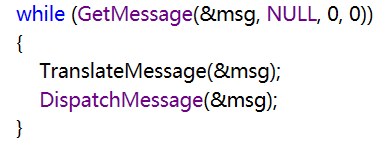 while (GetMessage(&msg, NULL, 0, 0))
{
    TranslateMessage(&msg);
    DispatchMessage(&msg);
}